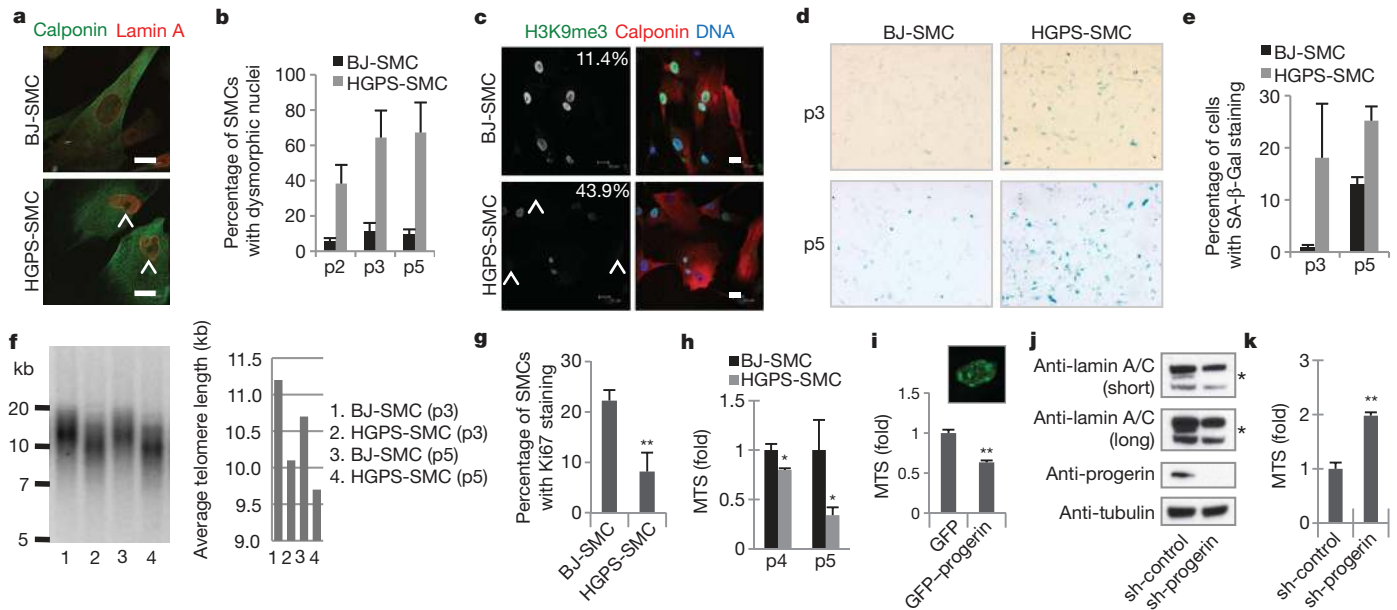 a
Calponin Lamin A
BJ-SMC
HGPS-SMC
b
BJ-SMC
HGPS-SMC
Percentage of SMCs
with dysmorphic nuclei
100
80
60
40
20
0
p2 p3 p5
c
H3K9me3 Calponin DNA
BJ-SMC
11.4%
HGPS-SMC
43.9%
d
BJ-SMC HGPS-SMC
p3
p5
e
BJ-SMC
HGPS-SMC
Percentage of cells
with SA-β-Gal staining
30
20
10
0
p3 p5
f
kb
20
10
7
5
1 2 3 4
Average telomere length (kb)
11.5
11.0
10.5
10.0
9.5
9.0
1 2 3 4
1. BJ-SMC (p3)
2. HGPS-SMC (p3)
3. BJ-SMC (p5)
4. HGPS-SMC (p5)
g
Percentage of SMCs
with Ki67 staining
30
20
10
0
**
BJ-SMC
HGPS-SMC
h
BJ-SMC
HGPS-SMC
MTS (fold)
1.5
1
0.5
0
*
*
p4 p5
i
MTS (fold)
1.5
1
0.5
0
**
GFP
GFP–progerin
j
Anti-lamin A/C
(short)
*
Anti-lamin A/C
(long)
*
Anti-progerin
Anti-tubulin
sh-control
sh-progerin
k
MTS (fold)
3
2
1
0
**
sh-control
sh-progerin